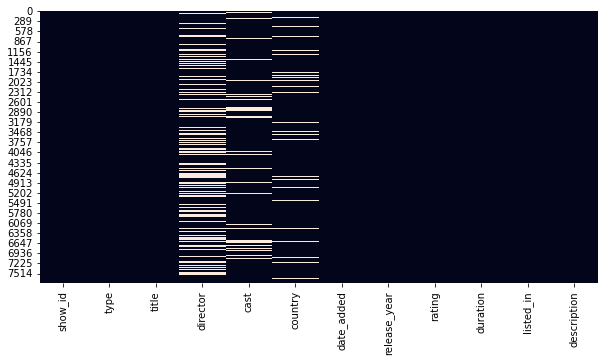 0
289
578
867
1156
1445
1734
2023
2312
2601
2890
3179
3468
3757
4046
4335
4624
4913
5202
5491
5780
6069
6358
6647
6936
7225
7514
show_id
type
title
director
cast
country
date_added
release_year
rating
duration
listed_in
description